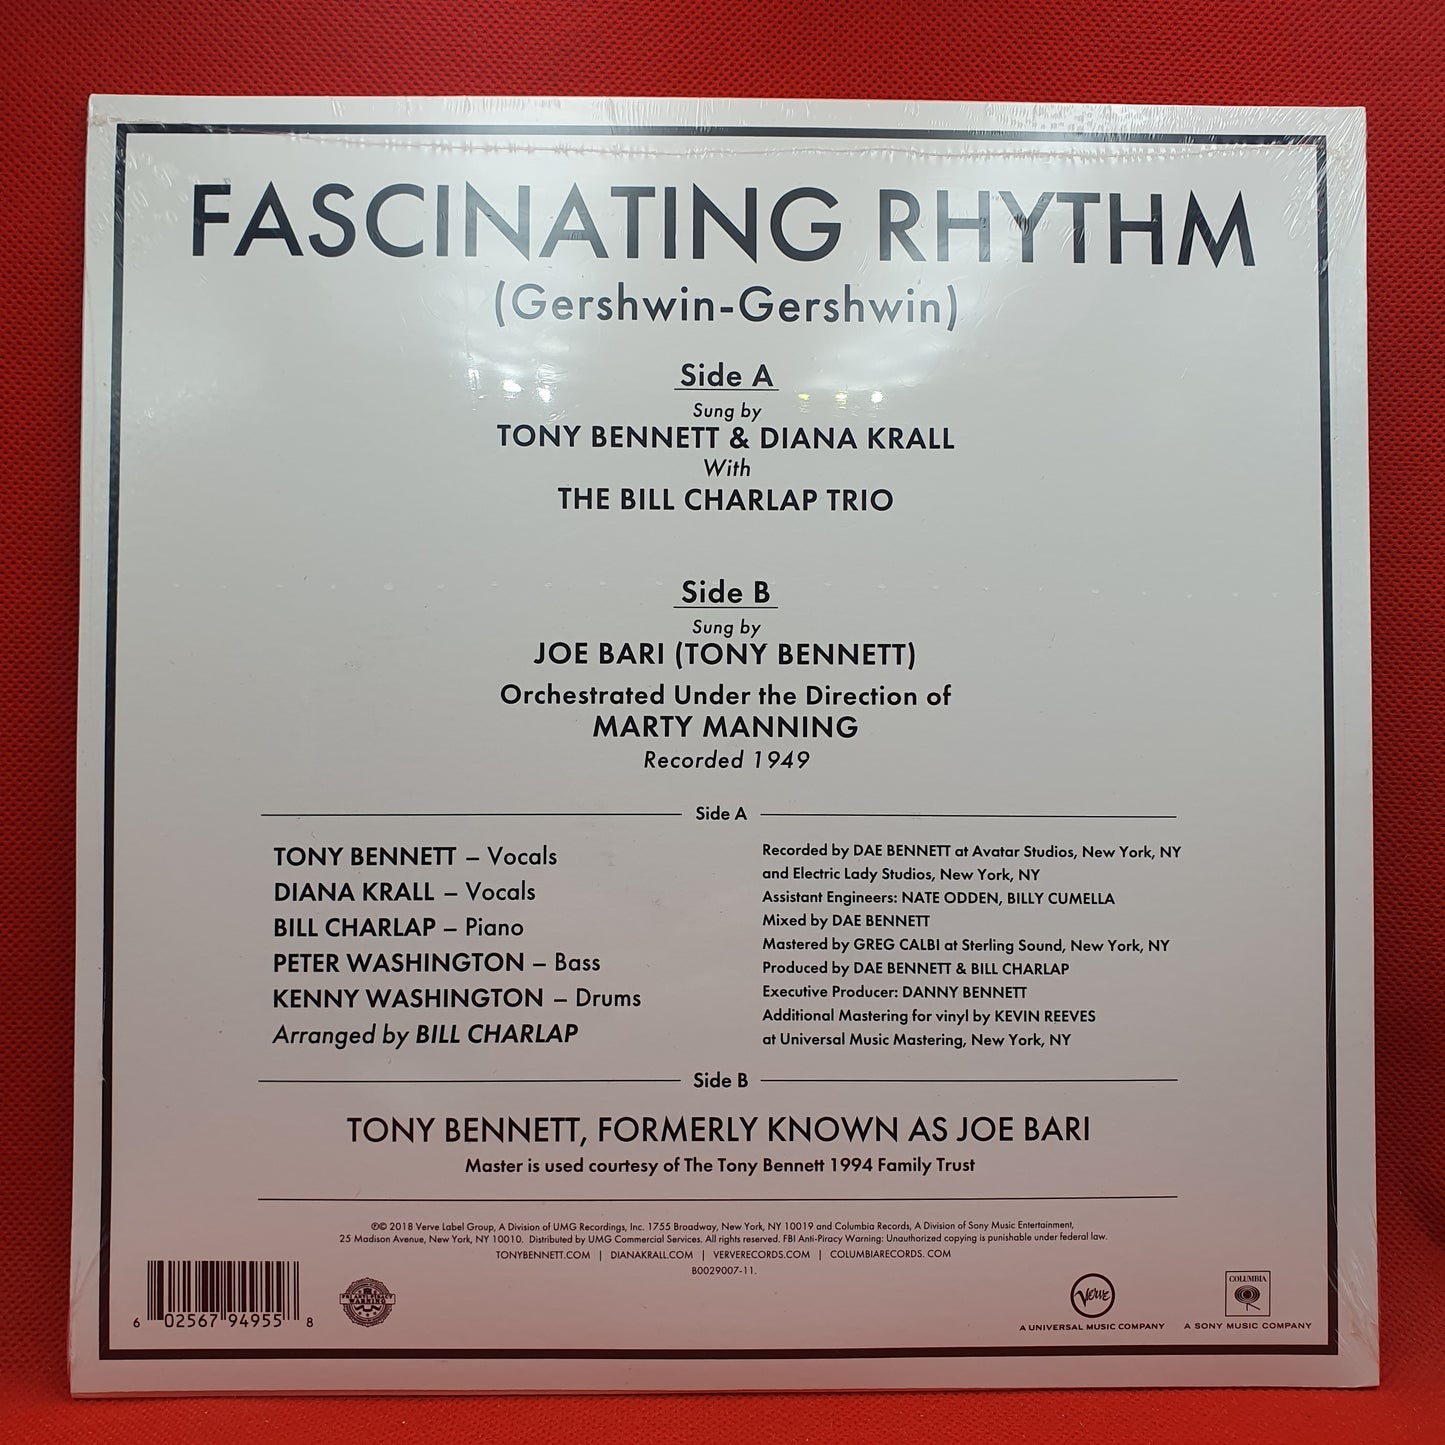 FASCINATING RHYTHM
(Gershwin-Gershwin)
Side A
Sung by
TONY BENNETT & DIANA KRALL
With
THE BILL CHARLAP TRIO
Side B
Sung by
JOE BARI (TONY BENNETT)
Orchestrated Under the Direction of
MARTY MANNING
Recorded 1949
Side A
TONY BENNETT – Vocals
DIANA KRALL – Vocals
BILL CHARLAP – Piano
PETER WASHINGTON – Bass
KENNY WASHINGTON – Drums
Arranged by BILL CHARLAP
Recorded by DAE BENNETT at Avatar Studios, New York, NY
and Electric Lady Studios, New York, NY
Assistant Engineers: NATE ODDEN, BILLY CUMELLA
Mixed by DAE BENNETT
Mastered by GREG CALBI at Sterling Sound, New York, NY
Produced by DAE BENNETT & BILL CHARLAP
Executive Producer: DANNY BENNETT
Additional Mastering for vinyl by KEVIN REEVES
at Universal Music Mastering, New York, NY
Side B
TONY BENNETT, FORMERLY KNOWN AS JOE BARI
Master is used courtesy of The Tony Bennett 1994 Family Trust
℗© 2018 Verve Label Group, A Division of UMG Recordings, Inc. 1755 Broadway, New York, NY 10019 and Columbia Records, A Division of Sony Music Entertainment,
25 Madison Avenue, New York, NY 10010. Distributed by UMG Commercial Services. All rights reserved. FBI Anti-Piracy Warning: Unauthorized copying is punishable under federal law.
TONYBENNETT.COM | DIANAKRALL.COM | VERVERECORDS.COM | COLUMBIARECORDS. COM
B0029007-11.
6 02567 94955 8
FBI ANTI-PIRACY
WARNING
Verve
A UNIVERSAL MUSIC COMPANY
COLUMBIA
A SONY MUSIC COMPANY